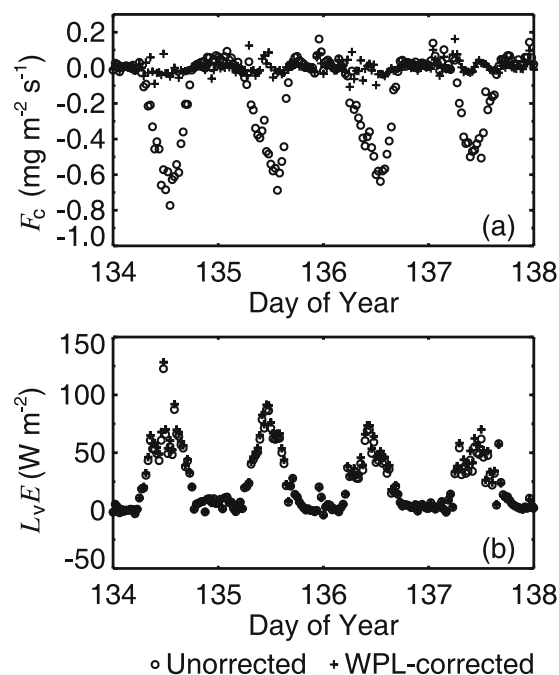 0.2
0.0
-0.2
-0.4
-0.6
-0.8
-1.0
F_c (mg m⁻² s⁻¹)
(a)
134 135 136 137 138
Day of Year
150
100
50
0
-50
L_vE (W m⁻²)
(b)
134 135 136 137 138
Day of Year
Unorrected + WPL-corrected